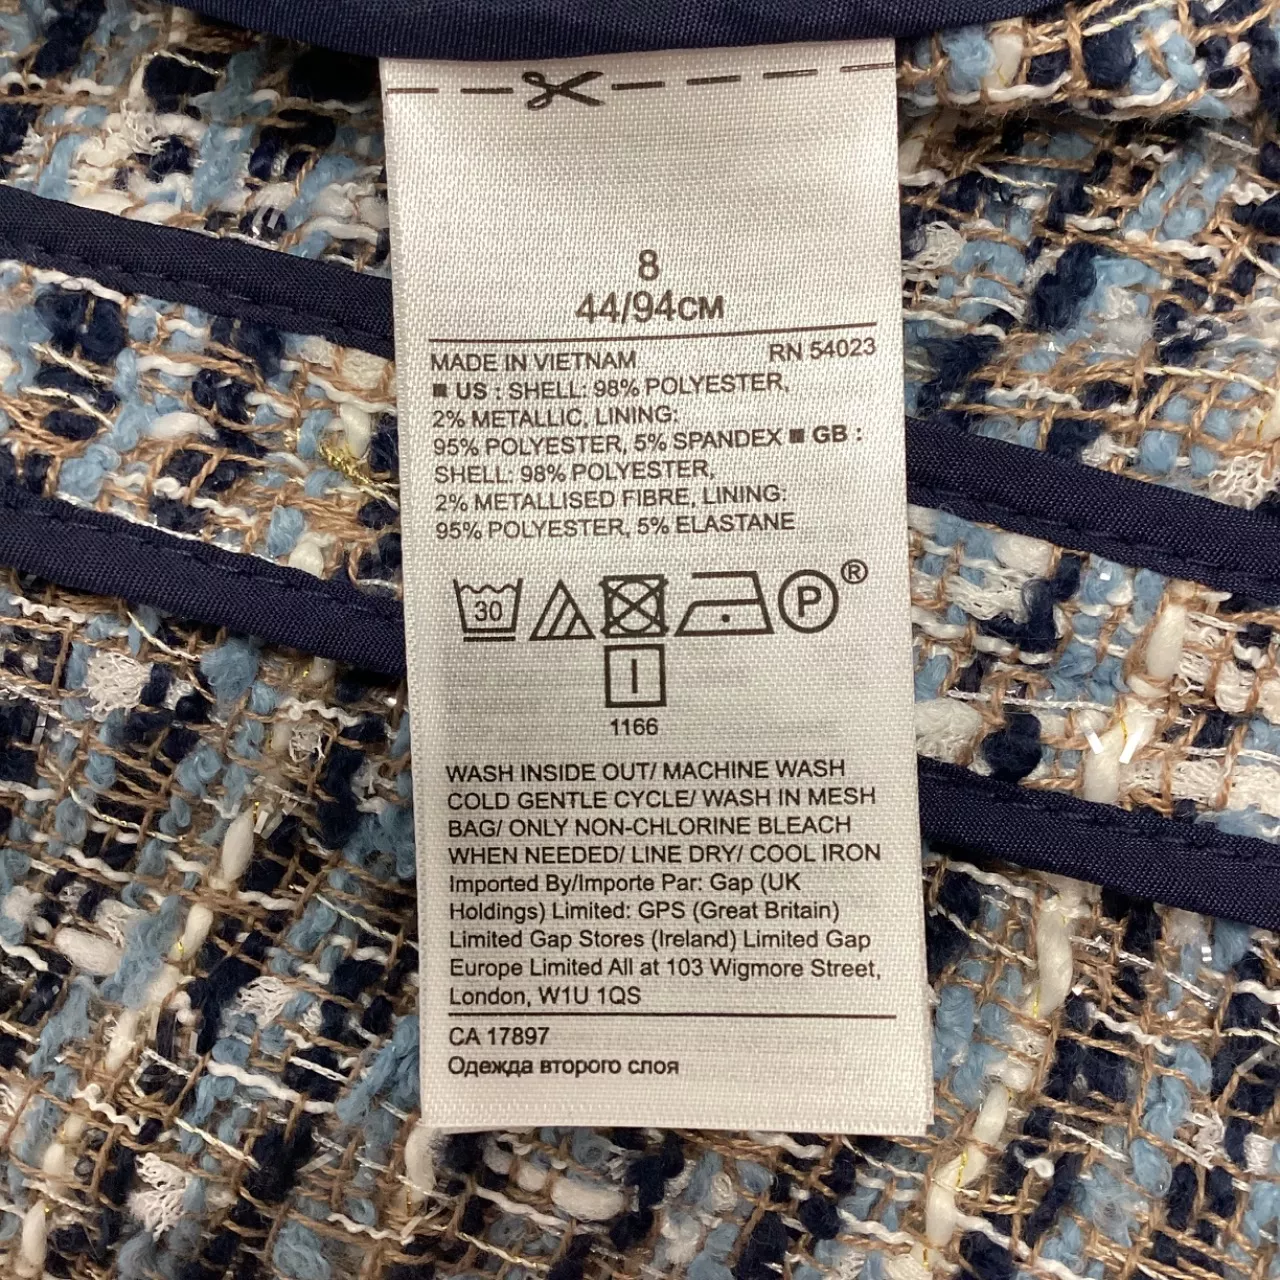 8
44/94CM
MADE IN VIETNAM RN 54023
■ US : SHELL: 98% POLYESTER,
2% METALLIC, LINING:
95% POLYESTER, 5% SPANDEX ■ GB :
SHELL: 98% POLYESTER,
2% METALLISED FIBRE, LINING:
95% POLYESTER, 5% ELASTANE
30 P ®
1166
WASH INSIDE OUT/ MACHINE WASH
COLD GENTLE CYCLE/ WASH IN MESH
BAG/ ONLY NON-CHLORINE BLEACH
WHEN NEEDED/ LINE DRY/ COOL IRON
Imported By/Importe Par: Gap (UK
Holdings) Limited: GPS (Great Britain)
Limited Gap Stores (Ireland) Limited Gap
Europe Limited All at 103 Wigmore Street,
London, W1U 1QS
CA 17897
Одежда второго слоя